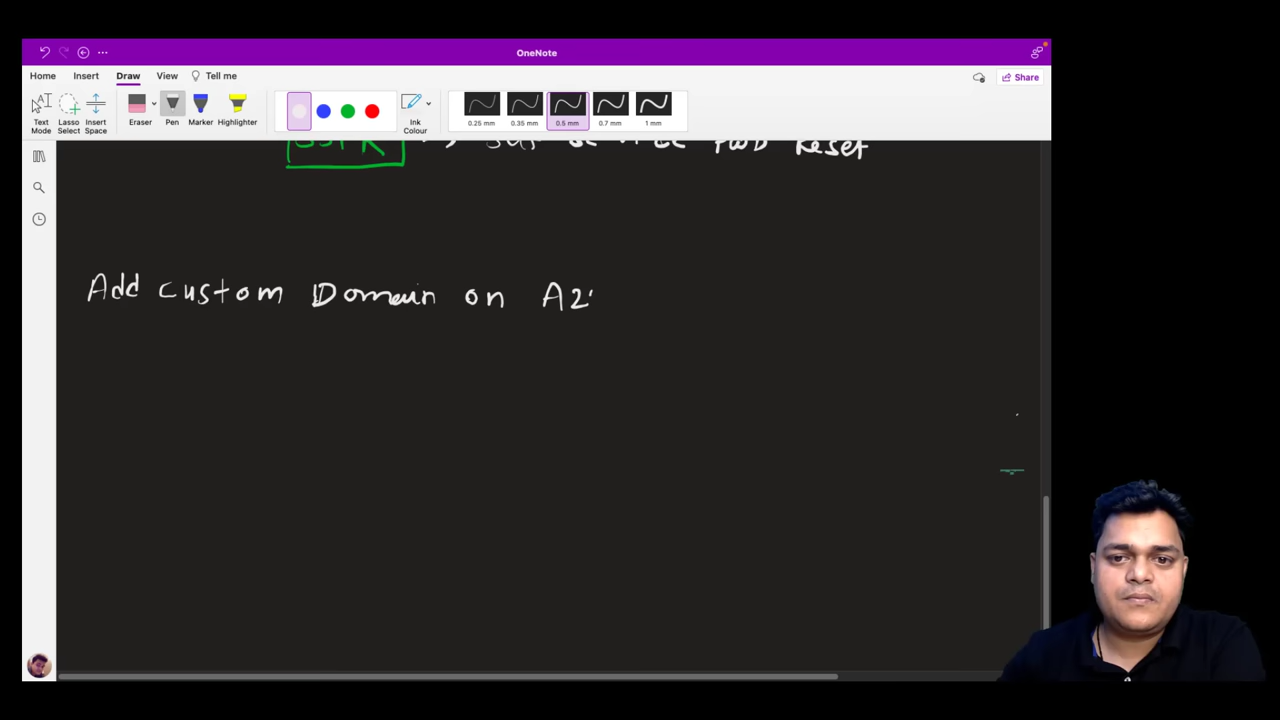 OneNote
Home Insert Draw View Tell me
Share
Text Mode
Lasso Select
Insert Space
Eraser
Pen
Marker
Highlighter
Ink Colour
0.25 mm
0.35 mm
0.5 mm
0.7 mm
1 mm
PWD Reset
Add Custom Domain on AZ